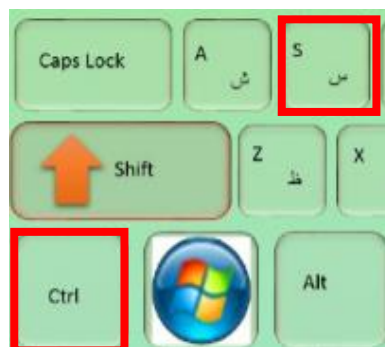 Caps Lock A ش S س
Shift Z ظ X
Ctrl Alt